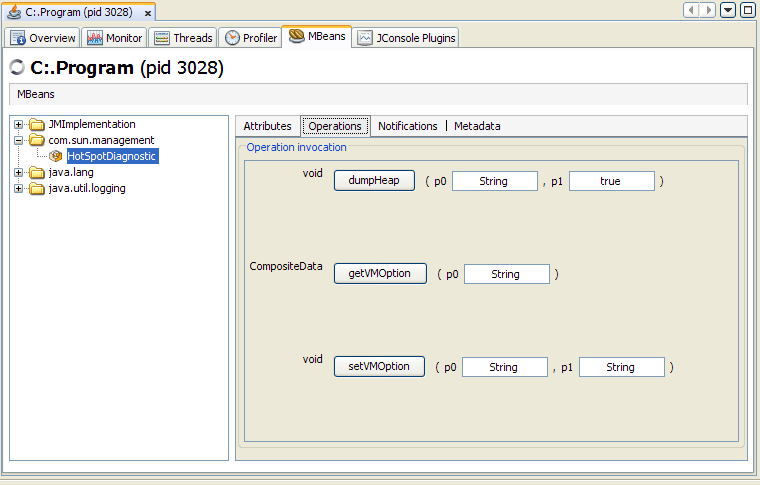 C:.Program (pid 3028) x
Overview Monitor Threads Profiler MBeans JConsole Plugins
C:.Program (pid 3028)
MBeans
JMImplementation
com.sun.management
HotSpotDiagnostic
java.lang
java.util.logging
Attributes Operations Notifications Metadata
Operation invocation
void dumpHeap ( p0 String , p1 true )
CompositeData getVMOption ( p0 String )
void setVMOption ( p0 String , p1 String )